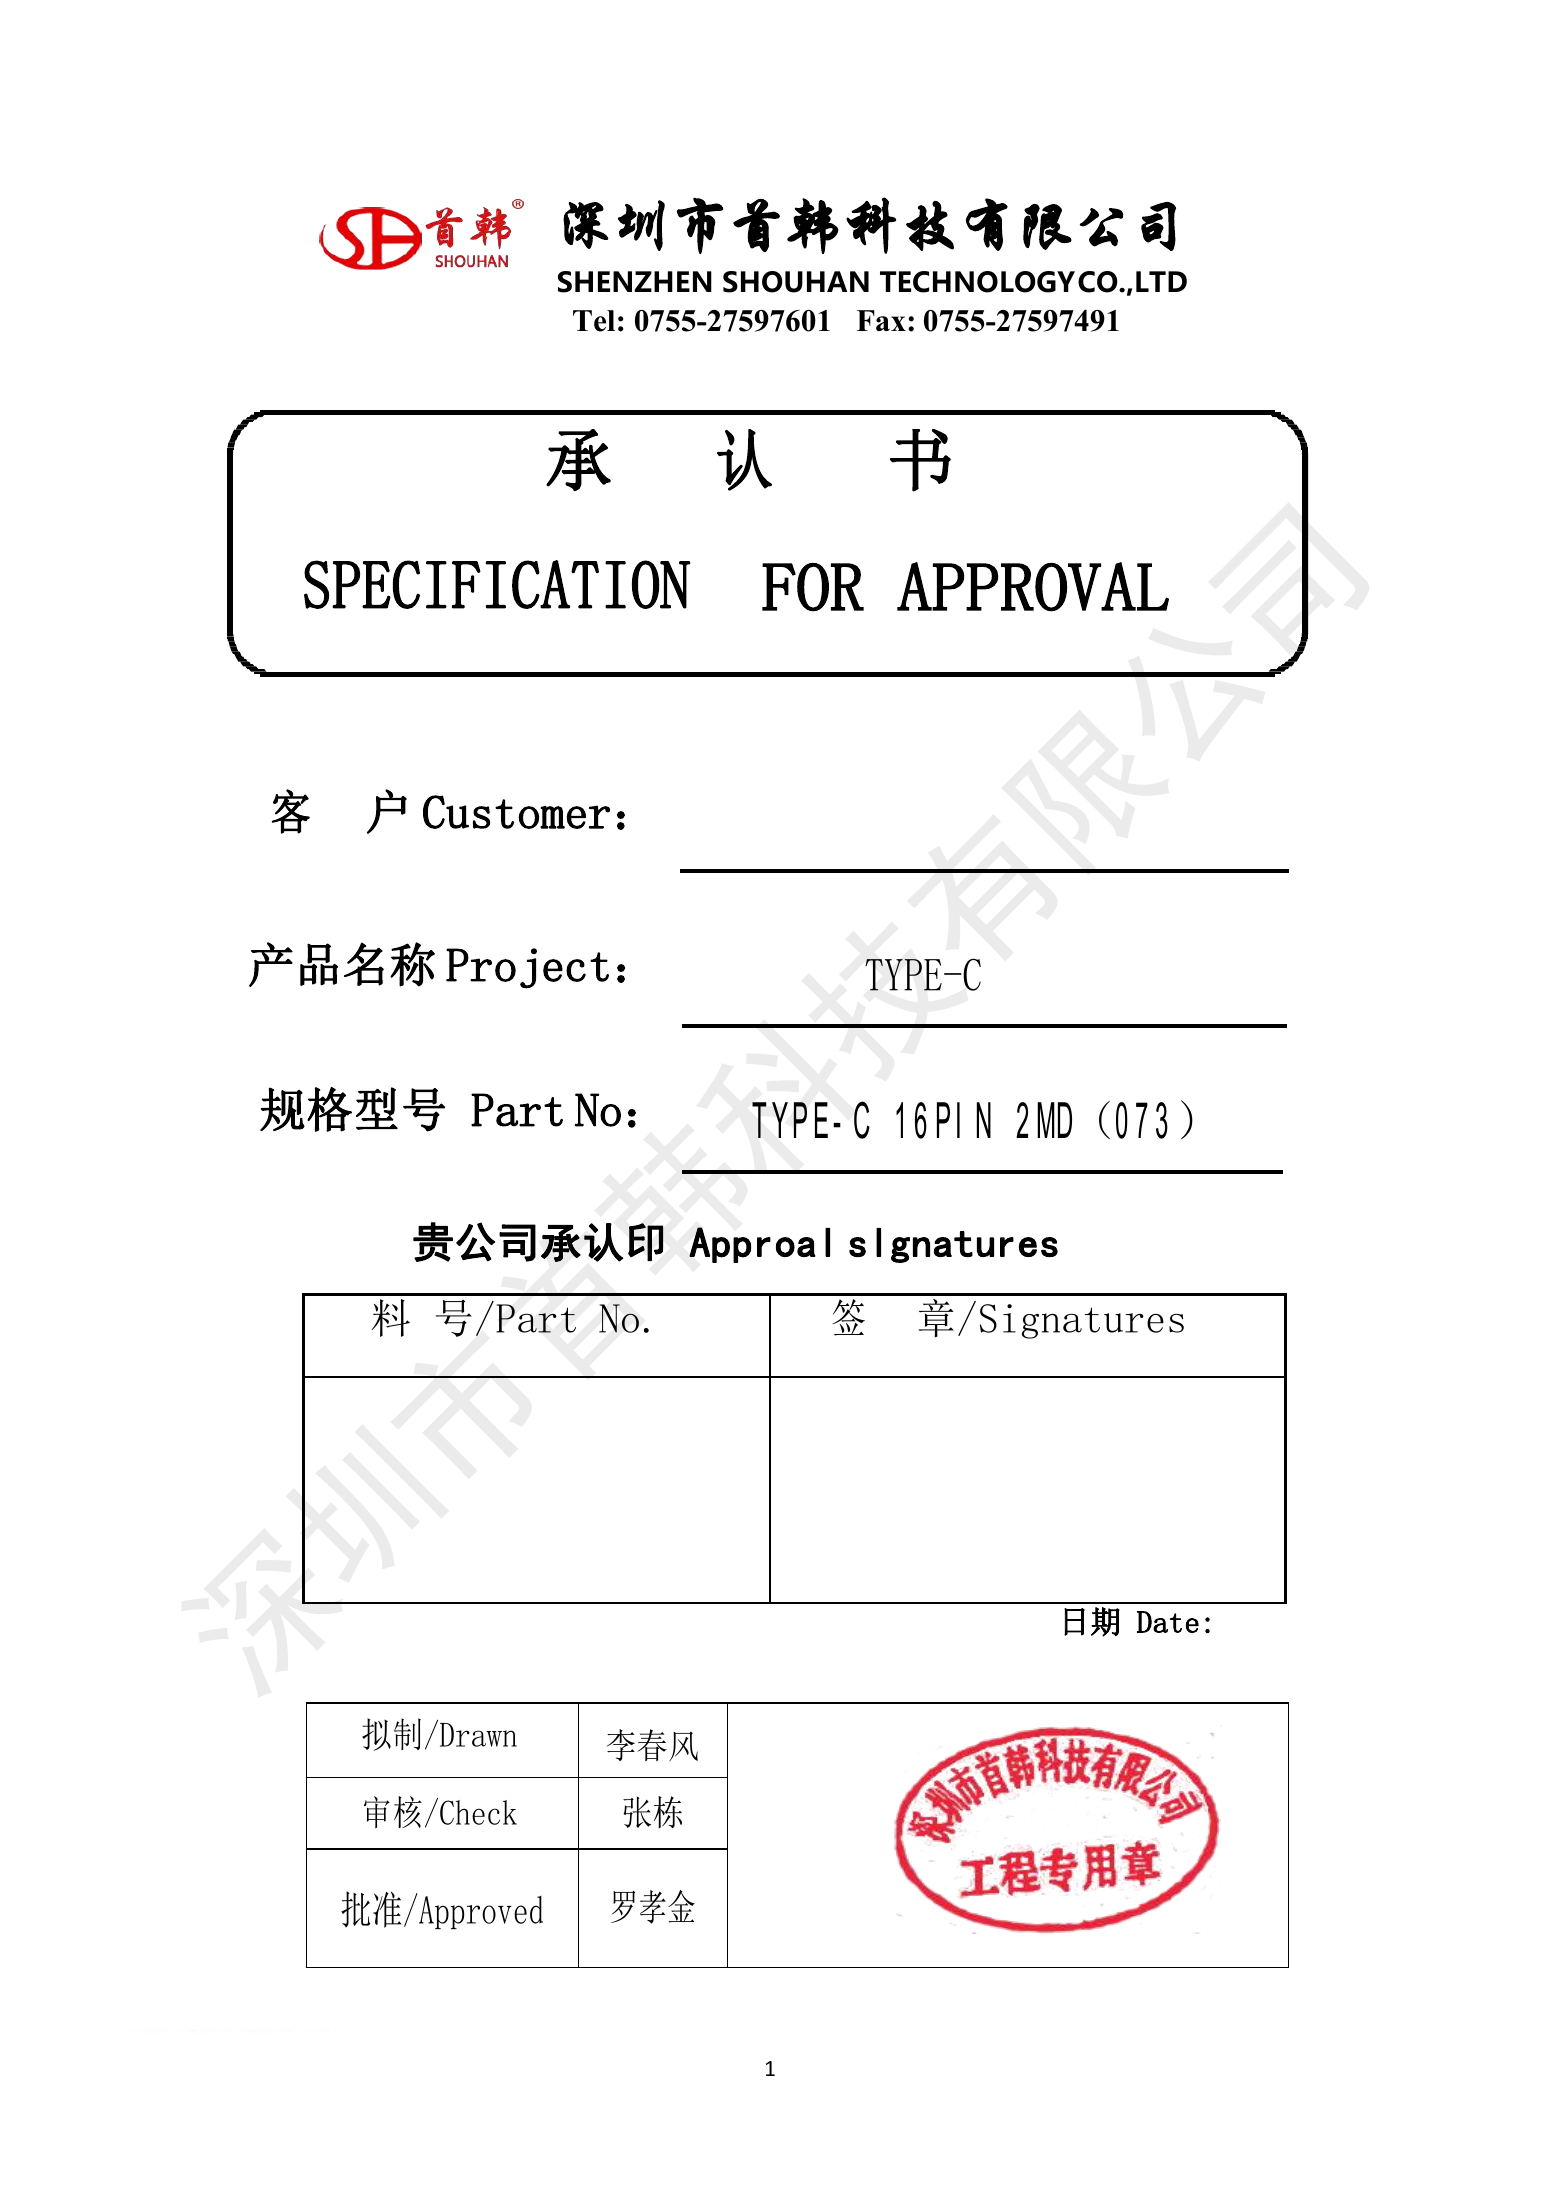 首韩®
SHOUHAN
深圳市首韩科技有限公司
SHENZHEN SHOUHAN TECHNOLOGY CO.,LTD
Tel: 0755-27597601 Fax: 0755-27597491
承 认 书
SPECIFICATION FOR APPROVAL
客 户 Customer：
产品名称 Project： TYPE-C
规格型号 Part No： TYPE-C 16PIN 2MD（073）
贵公司承认印 Approal sIgnatures
料 号/Part No. 签 章/Signatures
日期 Date:
拟制/Drawn 李春风
审核/Check 张栋
批准/Approved 罗孝金
深圳市首韩科技有限公司
工程专用章
深圳市首韩科技有限公司
1